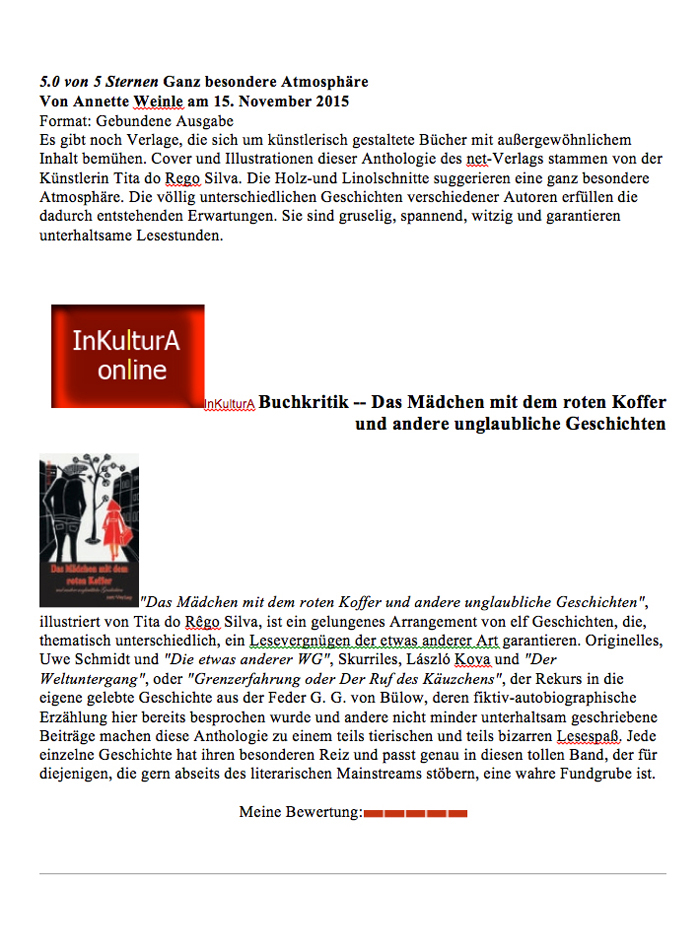 5.0 von 5 Sternen Ganz besondere Atmosphäre
Von Annette Weinle am 15. November 2015
Format: Gebundene Ausgabe
Es gibt noch Verlage, die sich um künstlerisch gestaltete Bücher mit außergewöhnlichem
Inhalt bemühen. Cover und Illustrationen dieser Anthologie des net-Verlags stammen von der
Künstlerin Tita do Rego Silva. Die Holz-und Linolschnitte suggerieren eine ganz besondere
Atmosphäre. Die völlig unterschiedlichen Geschichten verschiedener Autoren erfüllen die
dadurch entstehenden Erwartungen. Sie sind gruselig, spannend, witzig und garantieren
unterhaltsame Lesestunden.
InKulturA
online
InKulturA Buchkritik -- Das Mädchen mit dem roten Koffer
und andere unglaubliche Geschichten
Das Mädchen mit dem
roten Koffer
"Das Mädchen mit dem roten Koffer und andere unglaubliche Geschichten",
illustriert von Tita do Rêgo Silva, ist ein gelungenes Arrangement von elf Geschichten, die,
thematisch unterschiedlich, ein Lesevergnügen der etwas anderer Art garantieren. Originelles,
Uwe Schmidt und "Die etwas anderer WG", Skurriles, László Kova und "Der
Weltuntergang", oder "Grenzerfahrung oder Der Ruf des Käuzchens", der Rekurs in die
eigene gelebte Geschichte aus der Feder G. G. von Bülow, deren fiktiv-autobiographische
Erzählung hier bereits besprochen wurde und andere nicht minder unterhaltsam geschriebene
Beiträge machen diese Anthologie zu einem teils tierischen und teils bizarren Lesespaß. Jede
einzelne Geschichte hat ihren besonderen Reiz und passt genau in diesen tollen Band, der für
diejenigen, die gern abseits des literarischen Mainstreams stöbern, eine wahre Fundgrube ist.
Meine Bewertung: